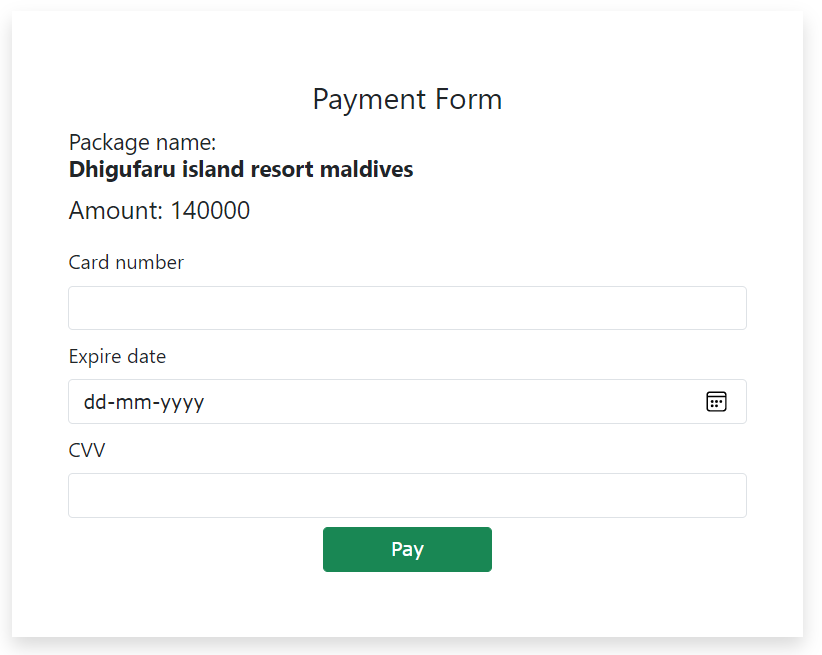 Payment Form
Package name:
Dhigufaru island resort maldives
Amount: 140000
Card number
Expire date
dd-mm-yyyy
CVV
Pay